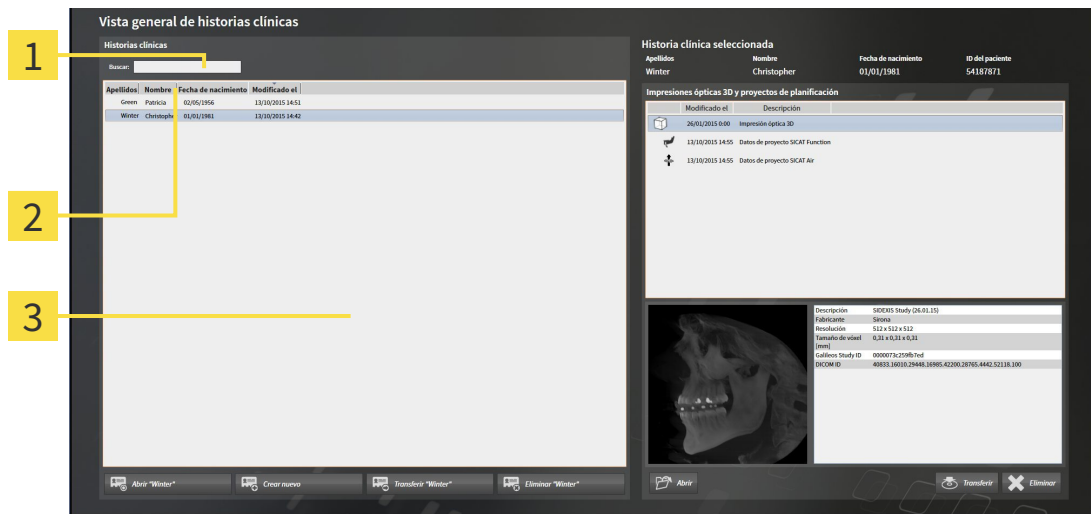 Vista general de historias clínicas
1
2
3
Historias clínicas
Buscar:
Apellidos Nombre Fecha de nacimiento Modificado el
Green Patricia 02/05/1956 13/10/2015 14:51
Winter Christophe 01/01/1981 13/10/2015 14:42
Abrir "Winter" Crear nuevo Transferir "Winter" Eliminar "Winter"
Historia clínica seleccionada
Apellidos Nombre Fecha de nacimiento ID del paciente
Winter Christopher 01/01/1981 54187871
Impresiones ópticas 3D y proyectos de planificación
Modificado el Descripción
26/01/2015 0:00 Impresión óptica 3D
13/10/2015 14:55 Datos de proyecto SICAT Function
13/10/2015 14:55 Datos de proyecto SICAT Air
Descripción SIDEXIS Study (26.01.15)
Fabricante Sirona
Resolución 512 x 512 x 512
Tamaño de vóxel 0,31 x 0,31 x 0,31
[mm]
Galileos Study ID 0000073c259fb7ed
DICOM ID 40833.16010.29448.16985.42200.28765.4442.52118.100
Abrir Transferir Eliminar